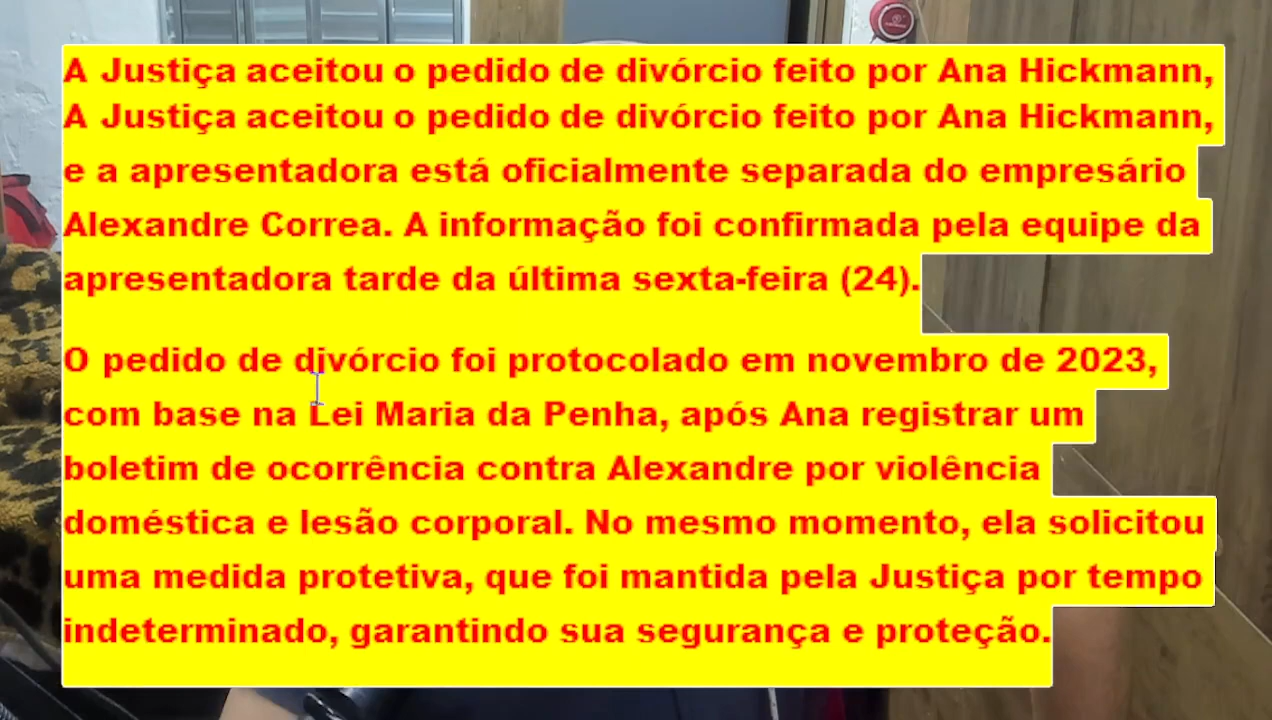 A Justiça aceitou o pedido de divórcio feito por Ana Hickmann,
A Justiça aceitou o pedido de divórcio feito por Ana Hickmann,
e a apresentadora está oficialmente separada do empresário
Alexandre Correa. A informação foi confirmada pela equipe da
apresentadora tarde da última sexta-feira (24).
O pedido de divórcio foi protocolado em novembro de 2023,
com base na Lei Maria da Penha, após Ana registrar um
boletim de ocorrência contra Alexandre por violência
doméstica e lesão corporal. No mesmo momento, ela solicitou
uma medida protetiva, que foi mantida pela Justiça por tempo
indeterminado, garantindo sua segurança e proteção.